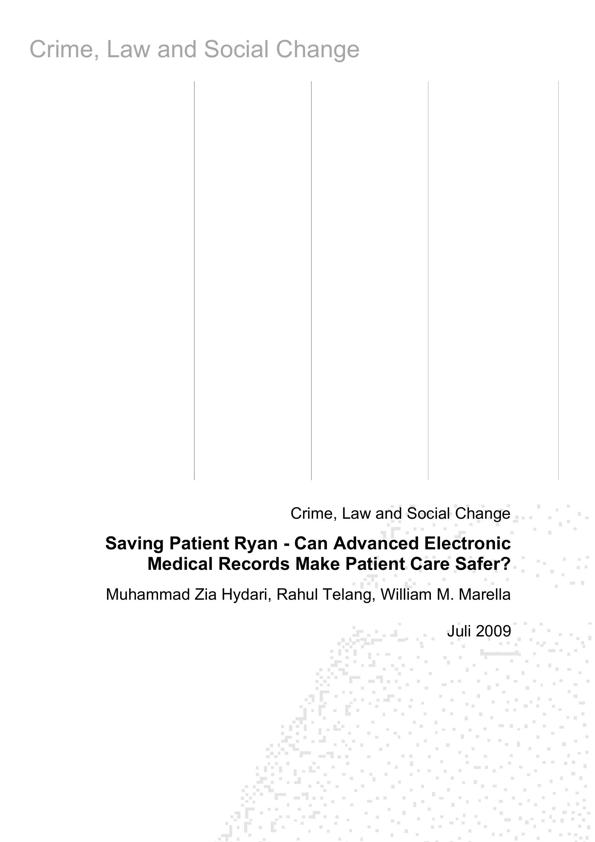 Crime, Law and Social Change
Crime, Law and Social Change
Saving Patient Ryan - Can Advanced Electronic
Medical Records Make Patient Care Safer?
Muhammad Zia Hydari, Rahul Telang, William M. Marella
Juli 2009